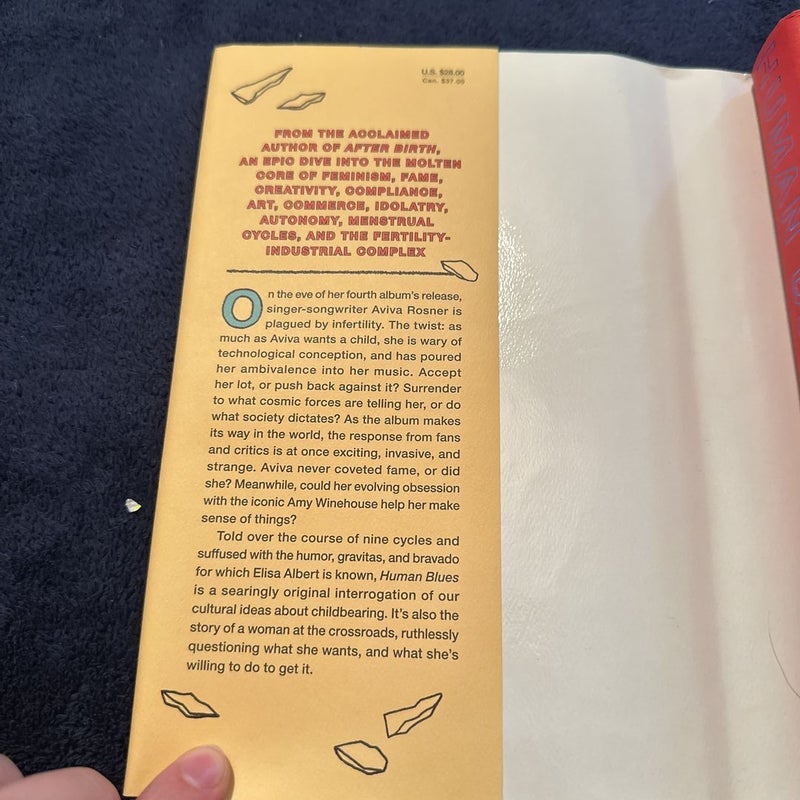 U.S. $28.00
Can. $37.00
FROM THE ACCLAIMED
AUTHOR OF AFTER BIRTH,
AN EPIC DIVE INTO THE MOLTEN
CORE OF FEMINISM, FAME,
CREATIVITY, COMPLIANCE,
ART, COMMERCE, IDOLATRY,
AUTONOMY, MENSTRUAL
CYCLES, AND THE FERTILITY-
INDUSTRIAL COMPLEX
On the eve of her fourth album's release,
singer-songwriter Aviva Rosner is
plagued by infertility. The twist: as
much as Aviva wants a child, she is wary of
technological conception, and has poured
her ambivalence into her music. Accept
her lot, or push back against it? Surrender
to what cosmic forces are telling her, or do
what society dictates? As the album makes
its way in the world, the response from fans
and critics is at once exciting, invasive, and
strange. Aviva never coveted fame, or did
she? Meanwhile, could her evolving obsession
with the iconic Amy Winehouse help her make
sense of things?
Told over the course of nine cycles and
suffused with the humor, gravitas, and bravado
for which Elisa Albert is known, Human Blues
is a searingly original interrogation of our
cultural ideas about childbearing. It's also the
story of a woman at the crossroads, ruthlessly
questioning what she wants, and what she's
willing to do to get it.
HUMAN